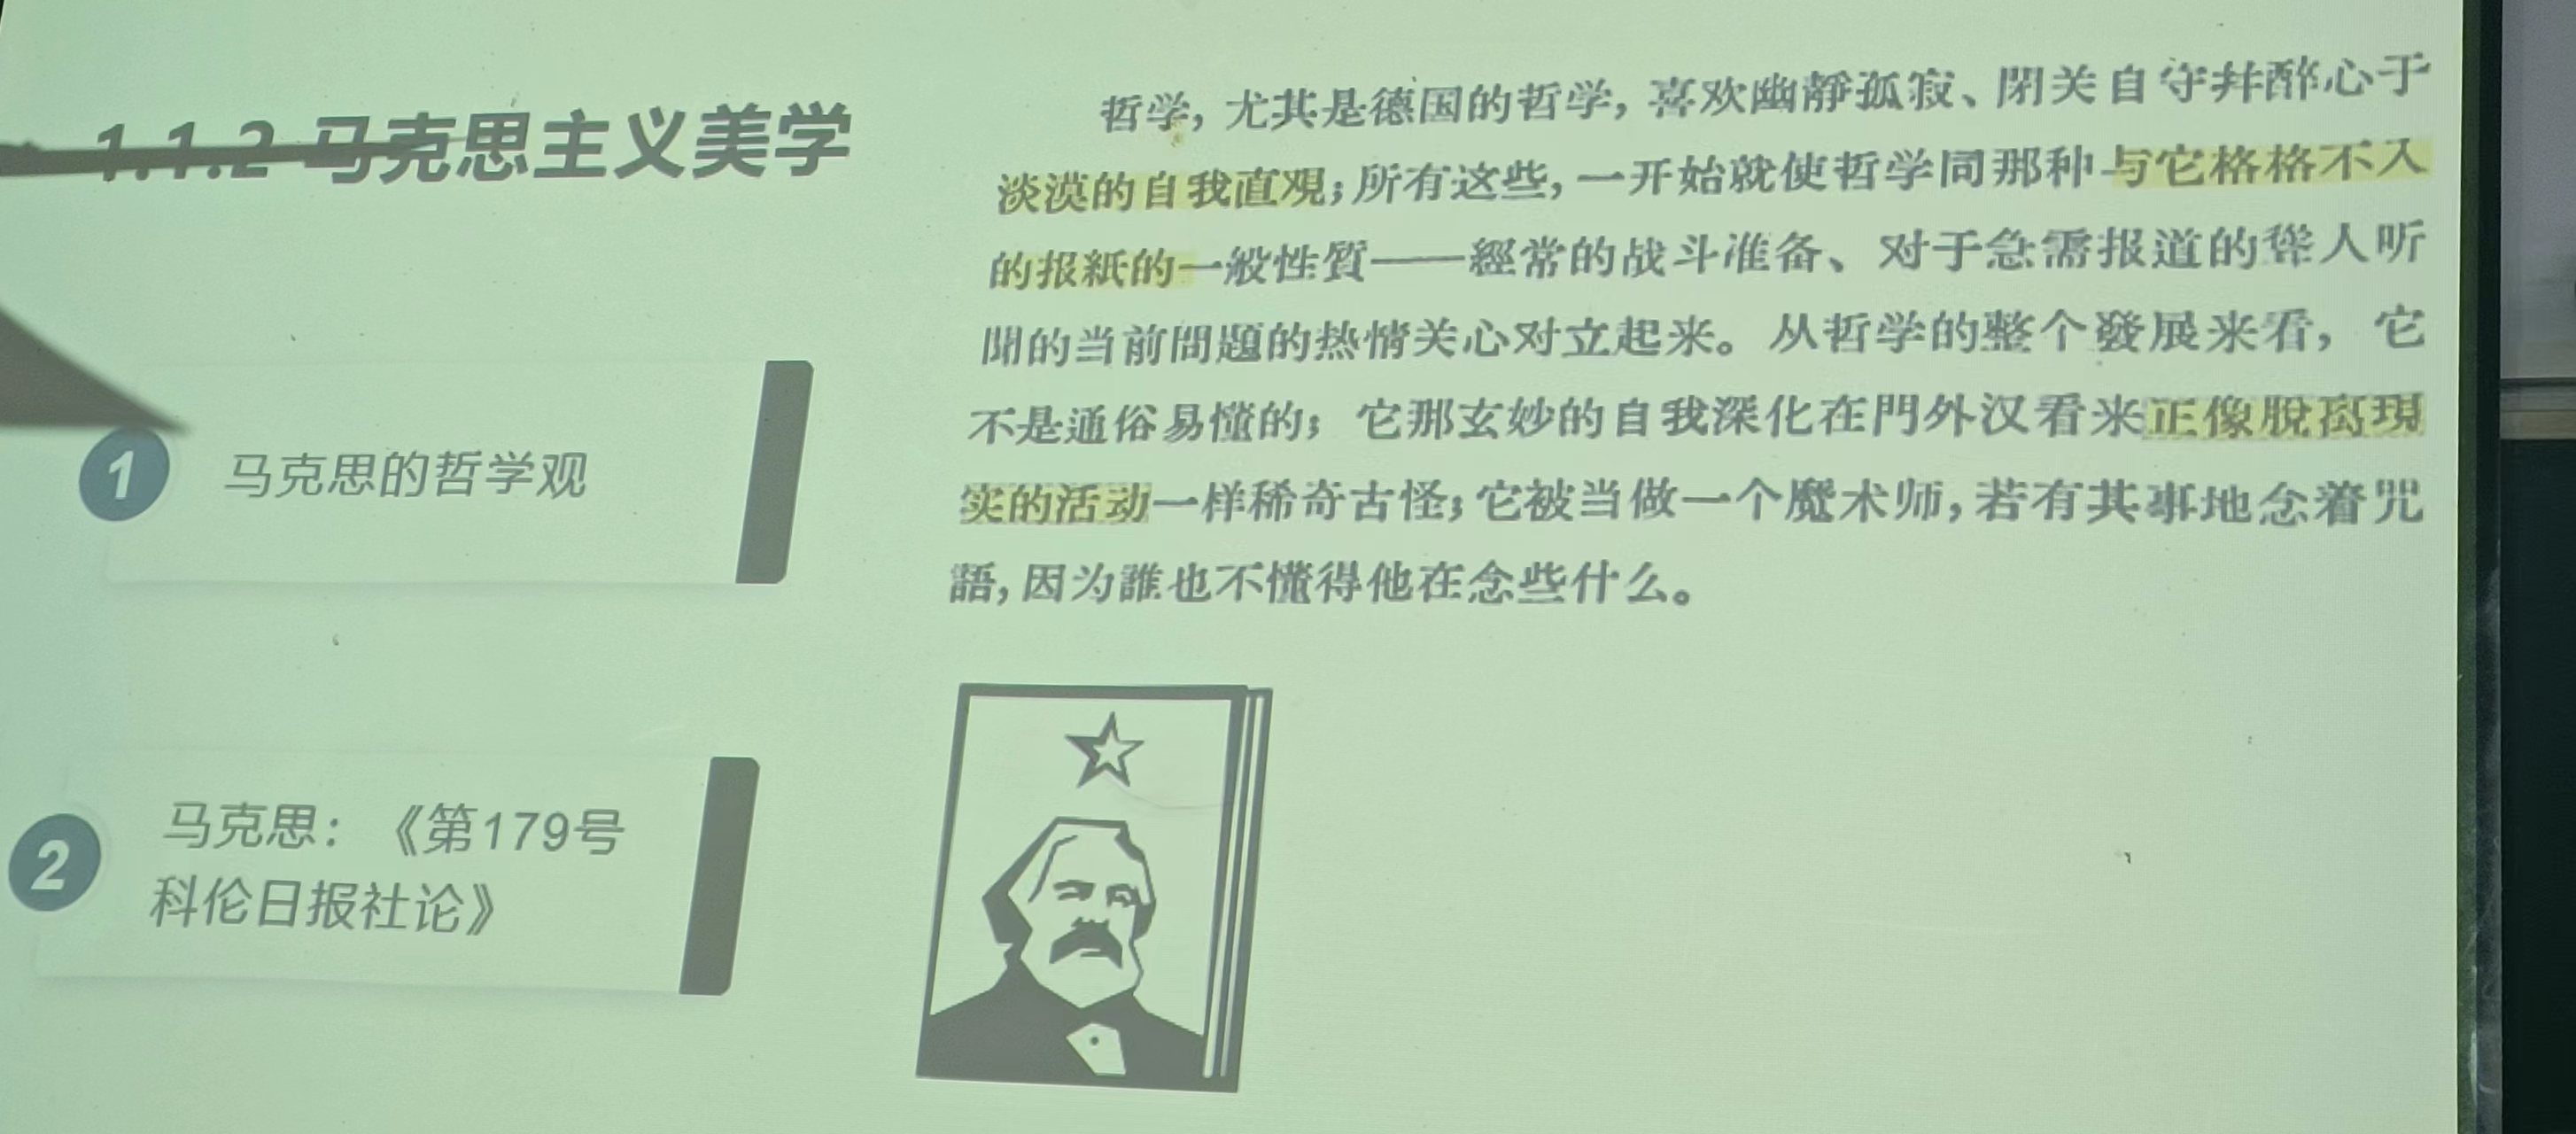 1.1.2 马克思主义美学
1
马克思的哲学观
2
马克思：《第179号
科伦日报社论》
哲学，尤其是德国的哲学，喜欢幽靜孤寂、閉关自守并醉心于
淡漠的自我直观；所有这些，一开始就使哲学同那种与它格格不入
的报紙的一般性質——經常的战斗准备、对于急需报道的聳人听
聞的当前問題的热情关心对立起来。从哲学的整个發展来看，它
不是通俗易懂的；它那玄妙的自我深化在門外汉看来正像脫离現
实的活动一样稀奇古怪；它被当做一个魔术师，若有其事地念着咒
語，因为誰也不懂得他在念些什么。